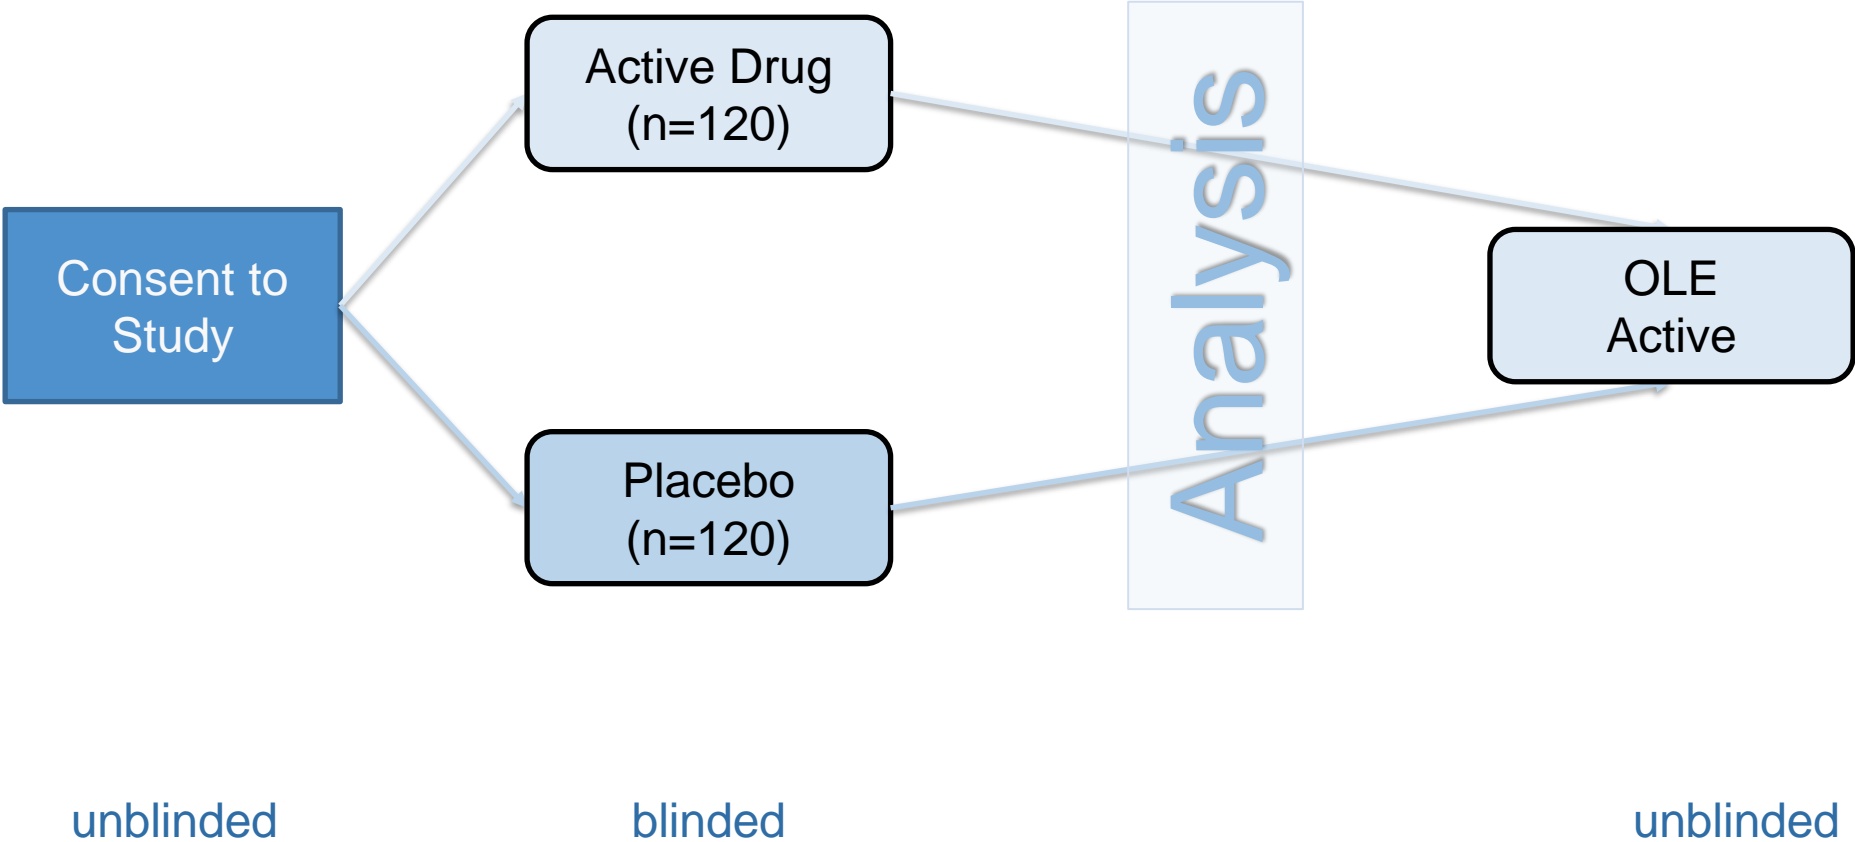 Active Drug
(n=120)
Consent to
Study
Placebo
(n=120)
Analysis
OLE
Active
unblinded
blinded
unblinded